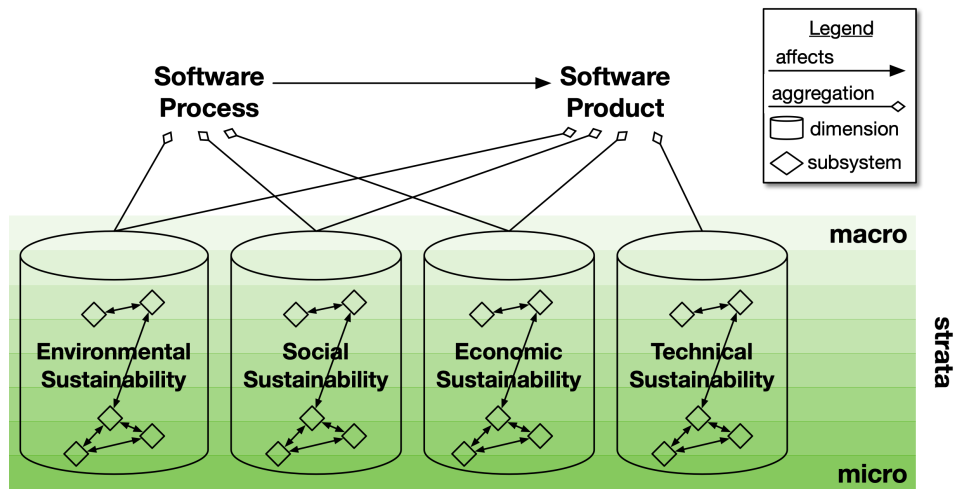 Legend
affects
aggregation
dimension
subsystem
Software
Process
Software
Product
macro
strata
Environmental
Sustainability
Social
Sustainability
Economic
Sustainability
Technical
Sustainability
micro